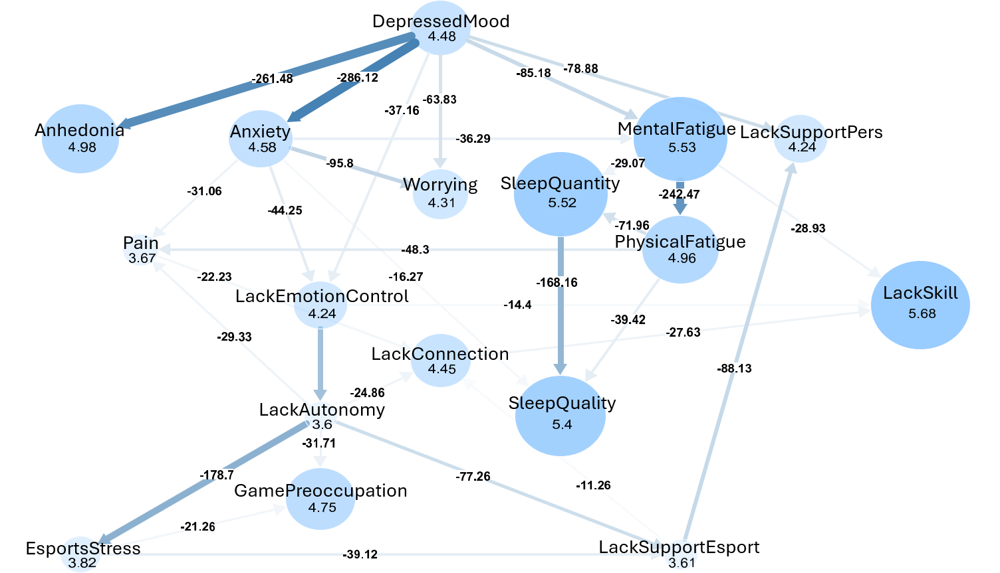 DepressedMood
4.48
-261.48
-286.12
-85.18
-78.88
-37.16
-63.83
Anhedonia
4.98
Anxiety
4.58
-36.29
MentalFatigue
5.53
LackSupportPers
4.24
-95.8
-29.07
Worrying
4.31
SleepQuantity
5.52
-31.06
-44.25
-242.47
-71.96
-28.93
Pain
3.67
-48.3
PhysicalFatigue
4.96
-22.23
-16.27
-168.16
LackEmotionControl
4.24
-14.4
LackSkill
5.68
-39.42
-29.33
-27.63
LackConnection
4.45
-88.13
-24.86
LackAutonomy
3.6
SleepQuality
5.4
-31.71
-178.7
-77.26
-11.26
GamePreoccupation
4.75
-21.26
EsportsStress
3.82
-39.12
LackSupportEsport
3.61